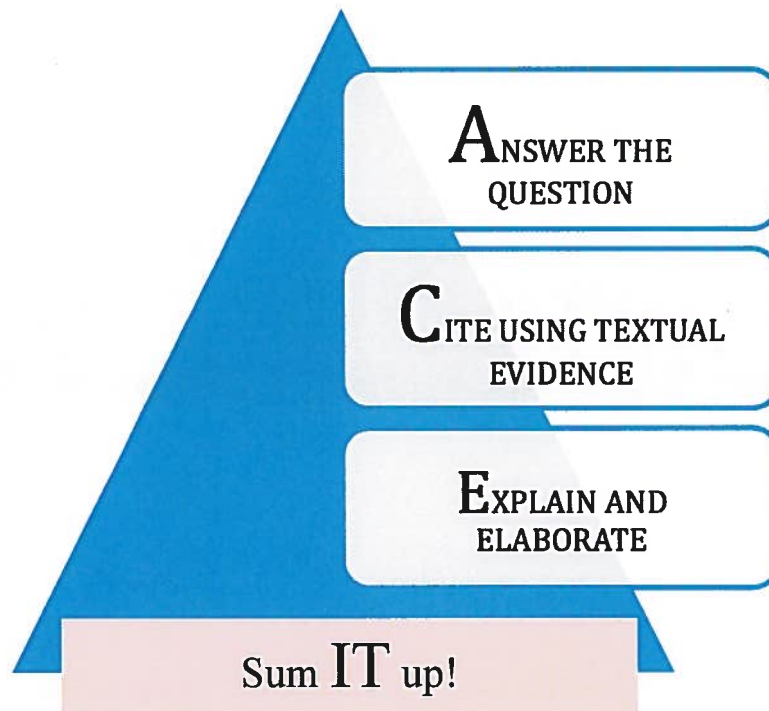 ANSWER THE
QUESTION
CITE USING TEXTUAL
EVIDENCE
EXPLAIN AND
ELABORATE
Sum IT up!